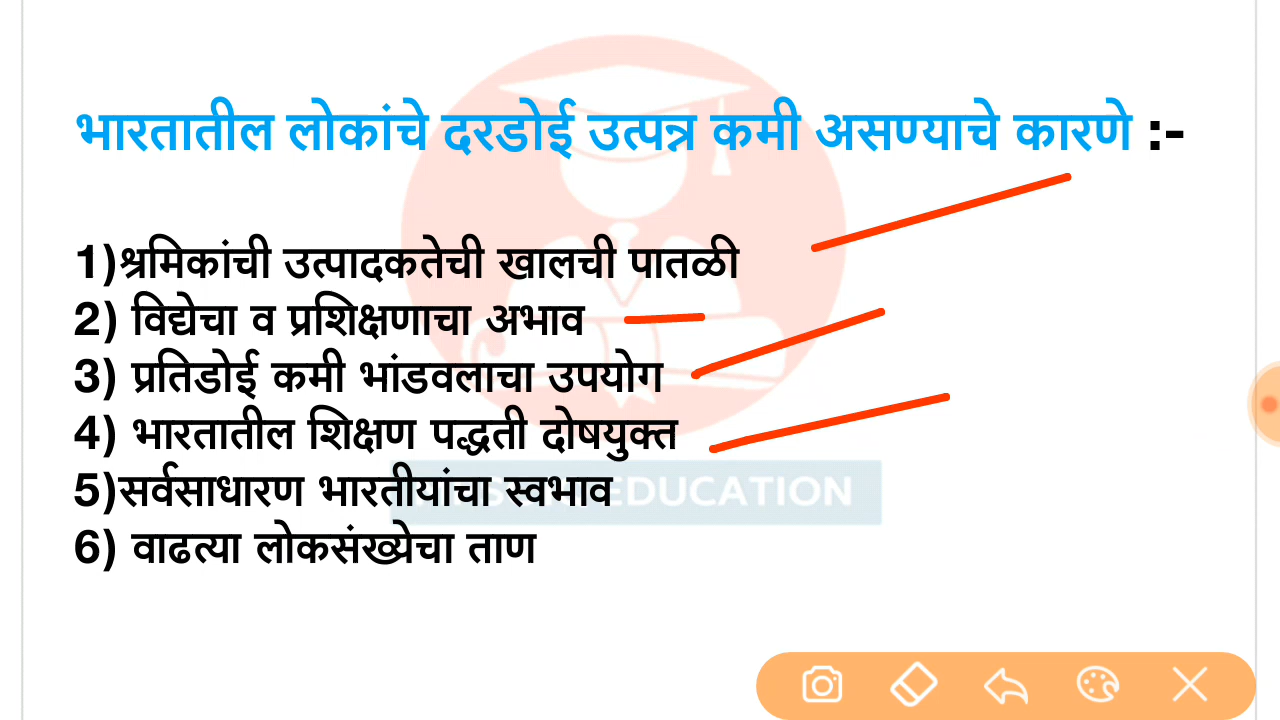 भारतातील लोकांचे दरडोई उत्पन्न कमी असण्याचे कारणे :-
1)श्रमिकांची उत्पादकतेची खालची पातळी
2) विद्येचा व प्रशिक्षणाचा अभाव
3) प्रतिडोई कमी भांडवलाचा उपयोग
4) भारतातील शिक्षण पद्धती दोषयुक्त
5)सर्वसाधारण भारतीयांचा स्वभाव
EDUCATION
6) वाढत्या लोकसंख्येचा ताण